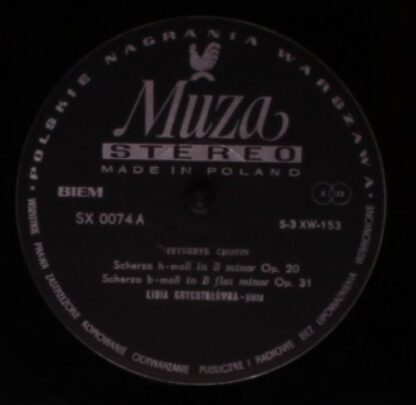 • POLSKIE NAGRANIA WARSZAWA •
Muza
STEREO
MADE IN POLAND
BIEM
S 33
SX 0074 A
S-3 XW-153
FRYDERYK CHOPIN
Scherzo h-moll in B minor Op. 20
Scherzo b-moll in B flat minor Op. 31
LIDIA GRYCHTOŁÓWNA - piano
WSZELKIE PRAWA ZASTRZEŻONE KOPIOWANIE ODTWARZANIE PUBLICZNE I RADIOWE BEZ UPOWAŻNIENIA